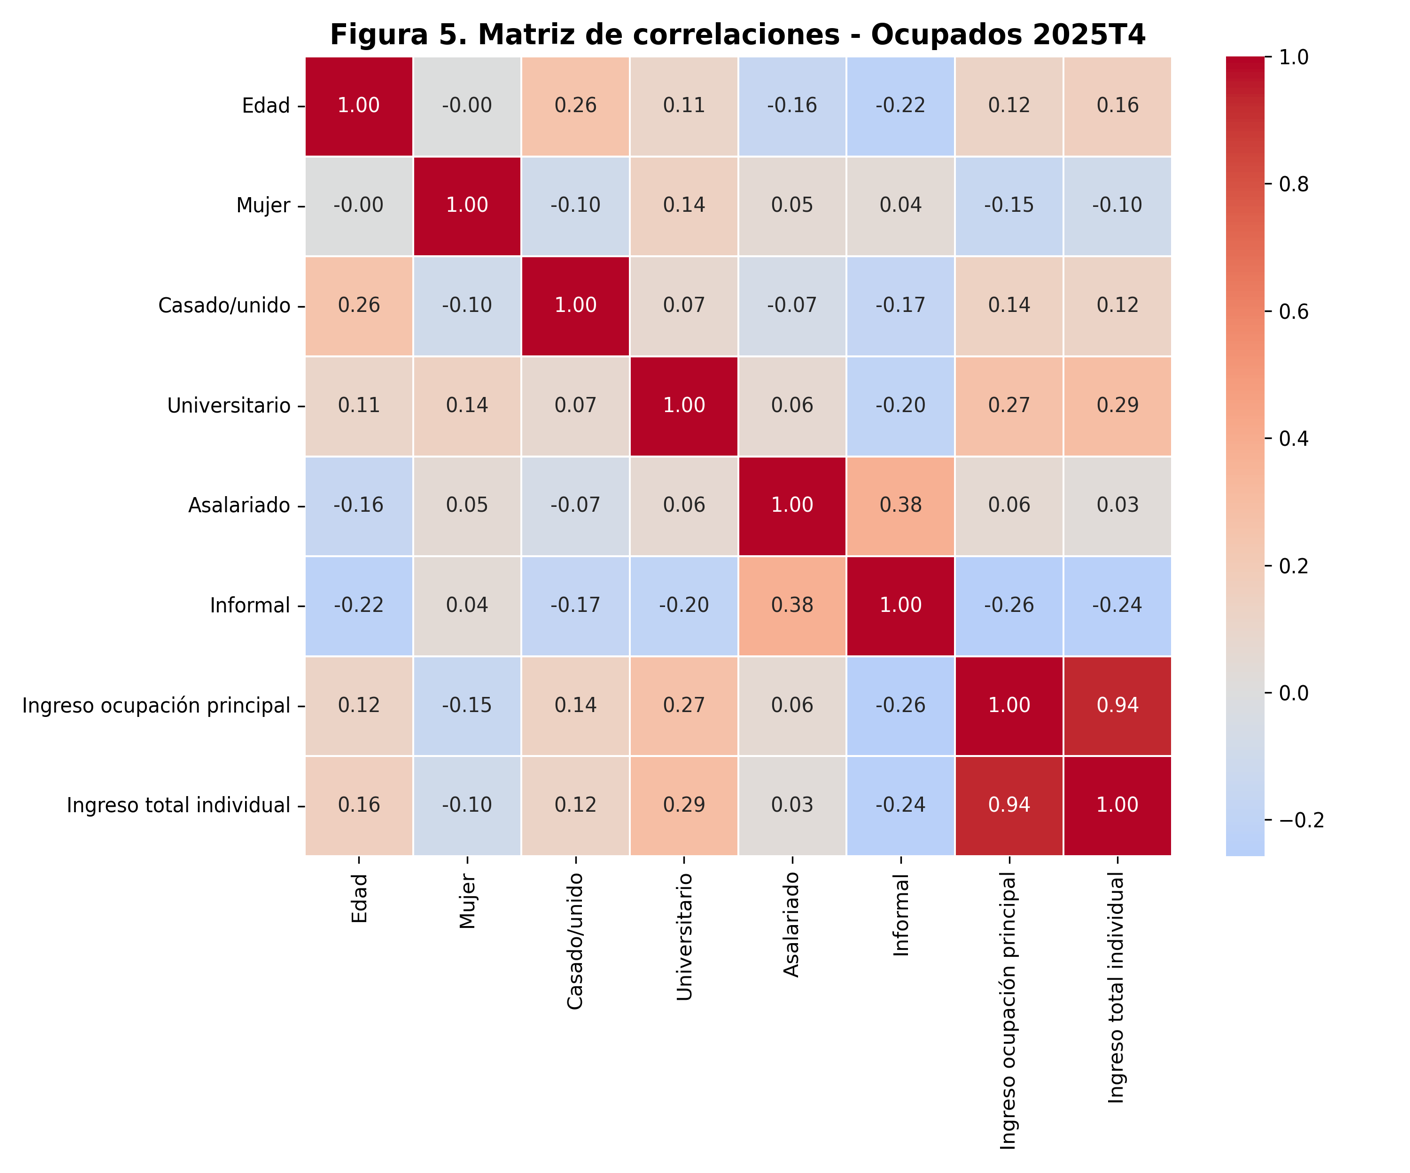 Figura 5. Matriz de correlaciones - Ocupados 2025T4
Edad 1.00 -0.00 0.26 0.11 -0.16 -0.22 0.12 0.16
Mujer -0.00 1.00 -0.10 0.14 0.05 0.04 -0.15 -0.10
Casado/unido 0.26 -0.10 1.00 0.07 -0.07 -0.17 0.14 0.12
Universitario 0.11 0.14 0.07 1.00 0.06 -0.20 0.27 0.29
Asalariado -0.16 0.05 -0.07 0.06 1.00 0.38 0.06 0.03
Informal -0.22 0.04 -0.17 -0.20 0.38 1.00 -0.26 -0.24
Ingreso ocupación principal 0.12 -0.15 0.14 0.27 0.06 -0.26 1.00 0.94
Ingreso total individual 0.16 -0.10 0.12 0.29 0.03 -0.24 0.94 1.00
Edad
Mujer
Casado/unido
Universitario
Asalariado
Informal
Ingreso ocupación principal
Ingreso total individual
1.0
0.8
0.6
0.4
0.2
0.0
−0.2